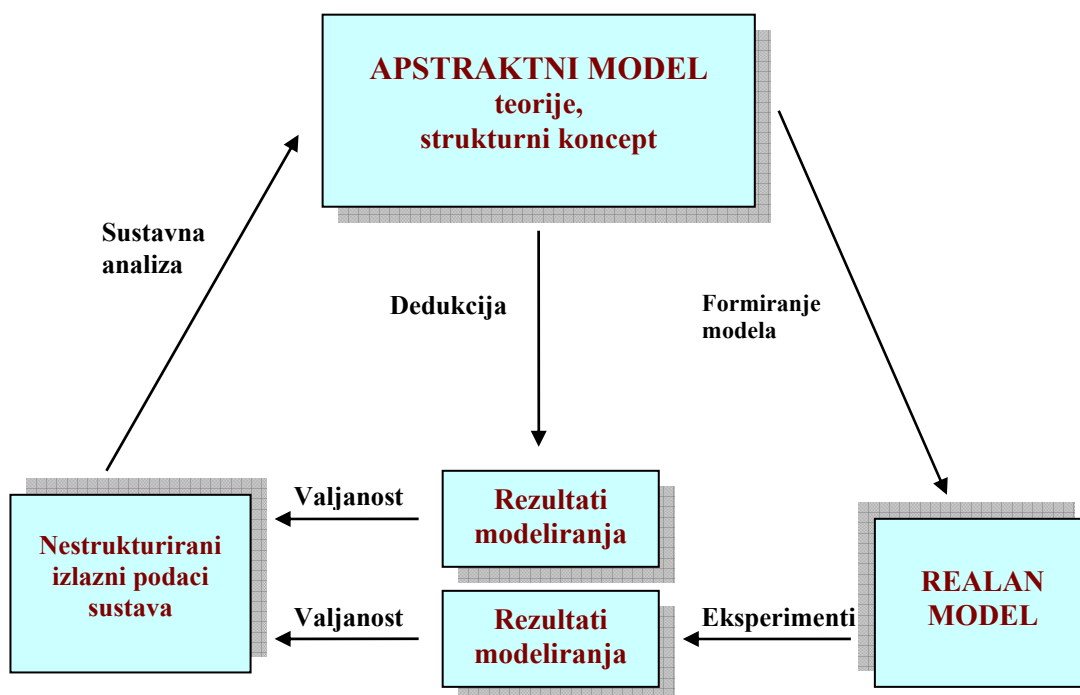 APSTRAKTNI MODEL
teorije,
strukturni koncept
Sustavna
analiza
Dedukcija
Formiranje
modela
Nestrukturirani
izlazni podaci
sustava
Valjanost
Rezultati
modeliranja
Valjanost
Rezultati
modeliranja
Eksperimenti
REALAN
MODEL